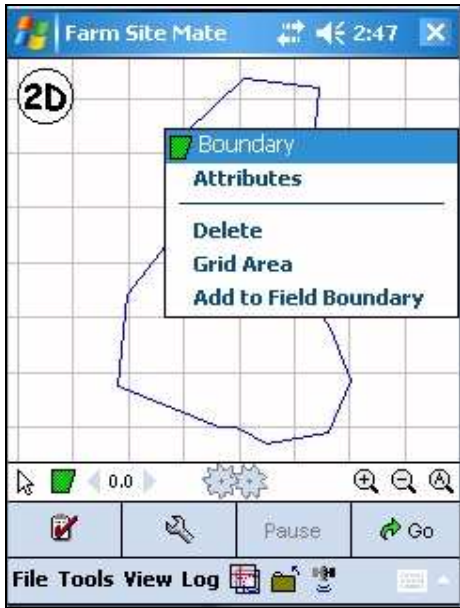 Farm Site Mate 2:47
2D
Boundary
Attributes
Delete
Grid Area
Add to Field Boundary
0.0
A
Pause Go
File Tools View Log